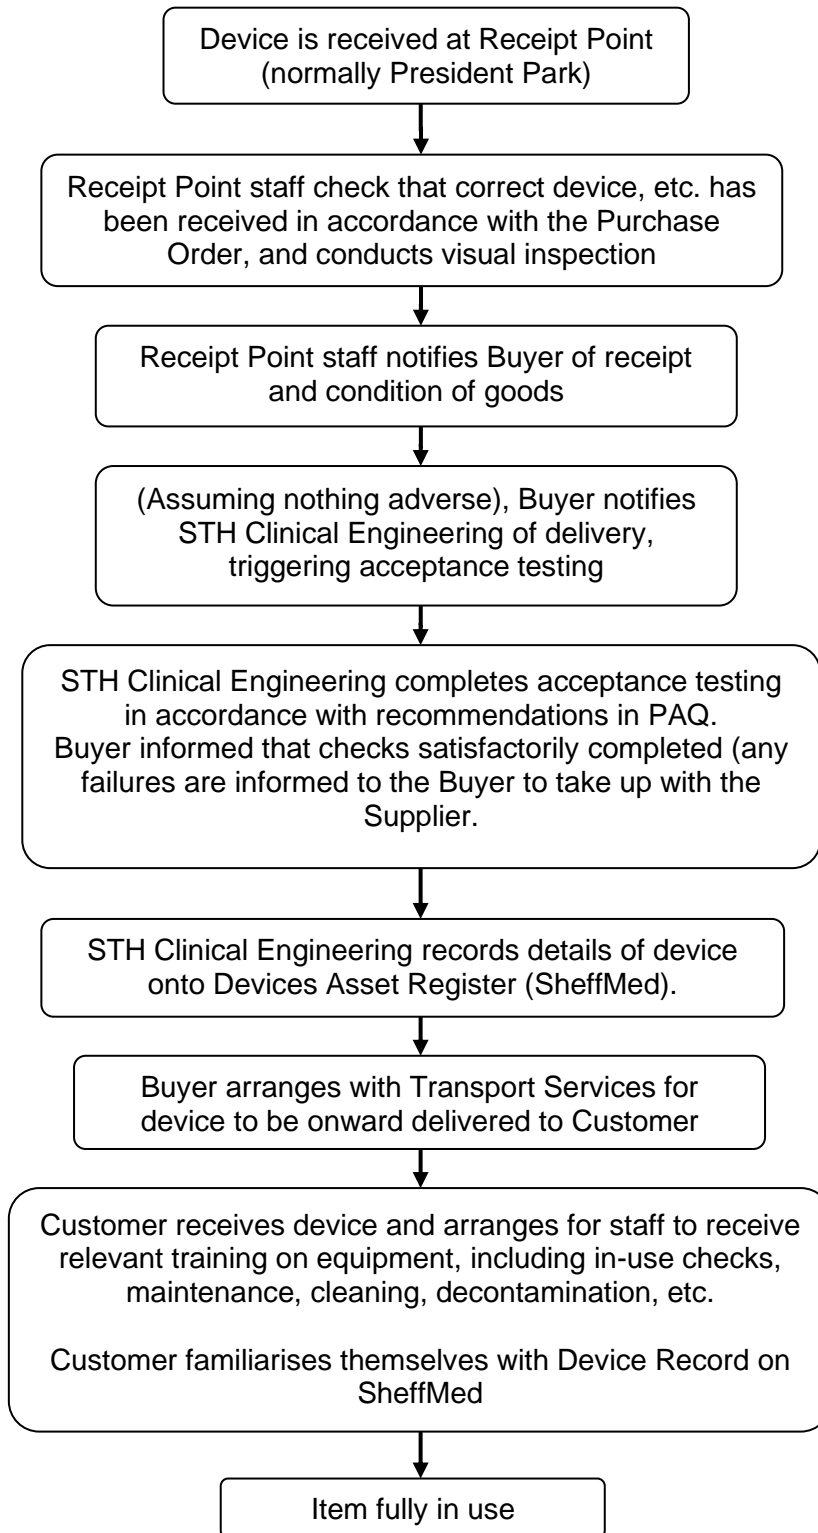 Device is received at Receipt Point
(normally President Park)
Receipt Point staff check that correct device, etc. has
been received in accordance with the Purchase
Order, and conducts visual inspection
Receipt Point staff notifies Buyer of receipt
and condition of goods
(Assuming nothing adverse), Buyer notifies
STH Clinical Engineering of delivery,
triggering acceptance testing
STH Clinical Engineering completes acceptance testing
in accordance with recommendations in PAQ.
Buyer informed that checks satisfactorily completed (any
failures are informed to the Buyer to take up with the
Supplier.
STH Clinical Engineering records details of device
onto Devices Asset Register (SheffMed).
Buyer arranges with Transport Services for
device to be onward delivered to Customer
Customer receives device and arranges for staff to receive
relevant training on equipment, including in-use checks,
maintenance, cleaning, decontamination, etc.
Customer familiarises themselves with Device Record on
SheffMed
Item fully in use